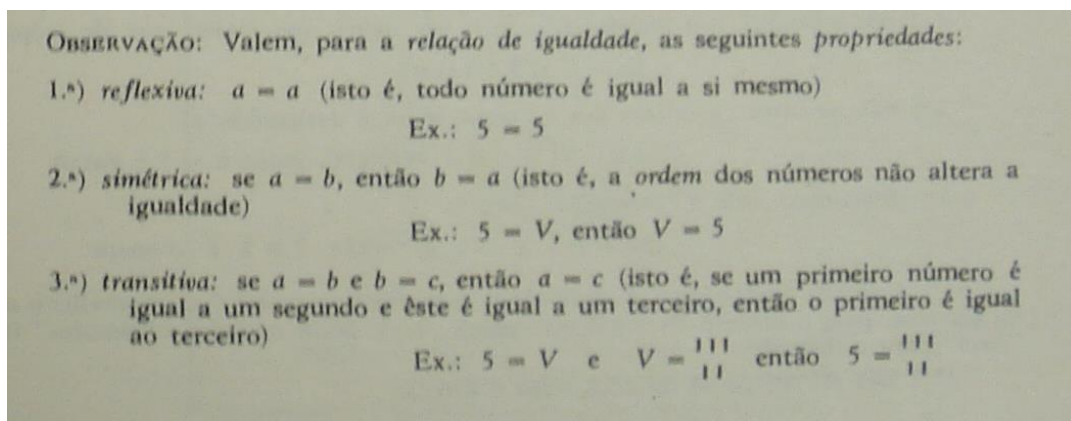 OBSERVAÇÃO: Valem, para a relação de igualdade, as seguintes propriedades:
1.ª) reflexiva: a = a (isto é, todo número é igual a si mesmo)
Ex.: 5 = 5
2.ª) simétrica: se a = b, então b = a (isto é, a ordem dos números não altera a
igualdade)
Ex.: 5 = V, então V = 5
3.ª) transitiva: se a = b e b = c, então a = c (isto é, se um primeiro número é
igual a um segundo e êste é igual a um terceiro, então o primeiro é igual
ao terceiro)
Ex.: 5 = V e V = ||| então 5 = |||
|| ||